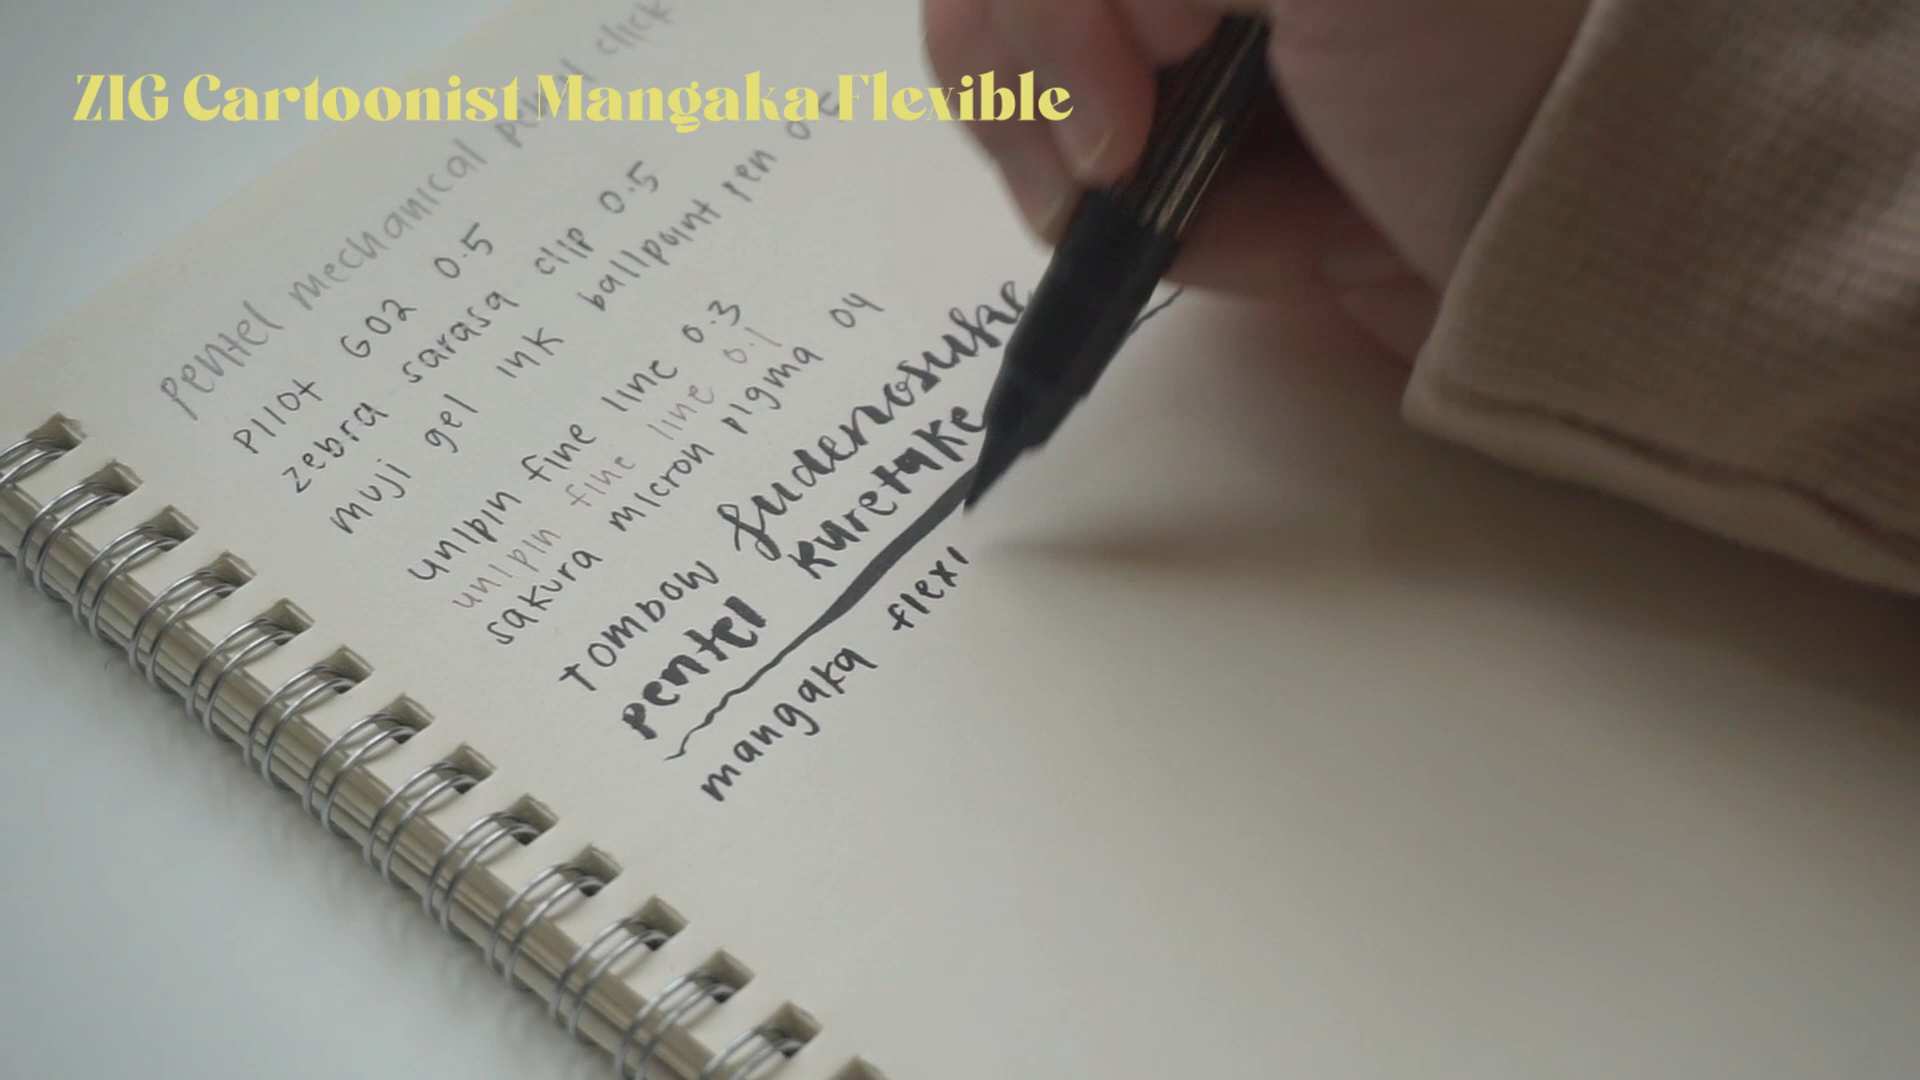 ZIG Cartoonist Mangaka Flexible
pentel mechanical click
pilot G02 0.5
zebra sarasa clip 0.5
muji gel ink ballpoint pen
unipin fine line 0.3
unipin fine line 0.1
sakura micron pigma 04
tombow fudenosuke
pentel kuretake
mangaka flexi